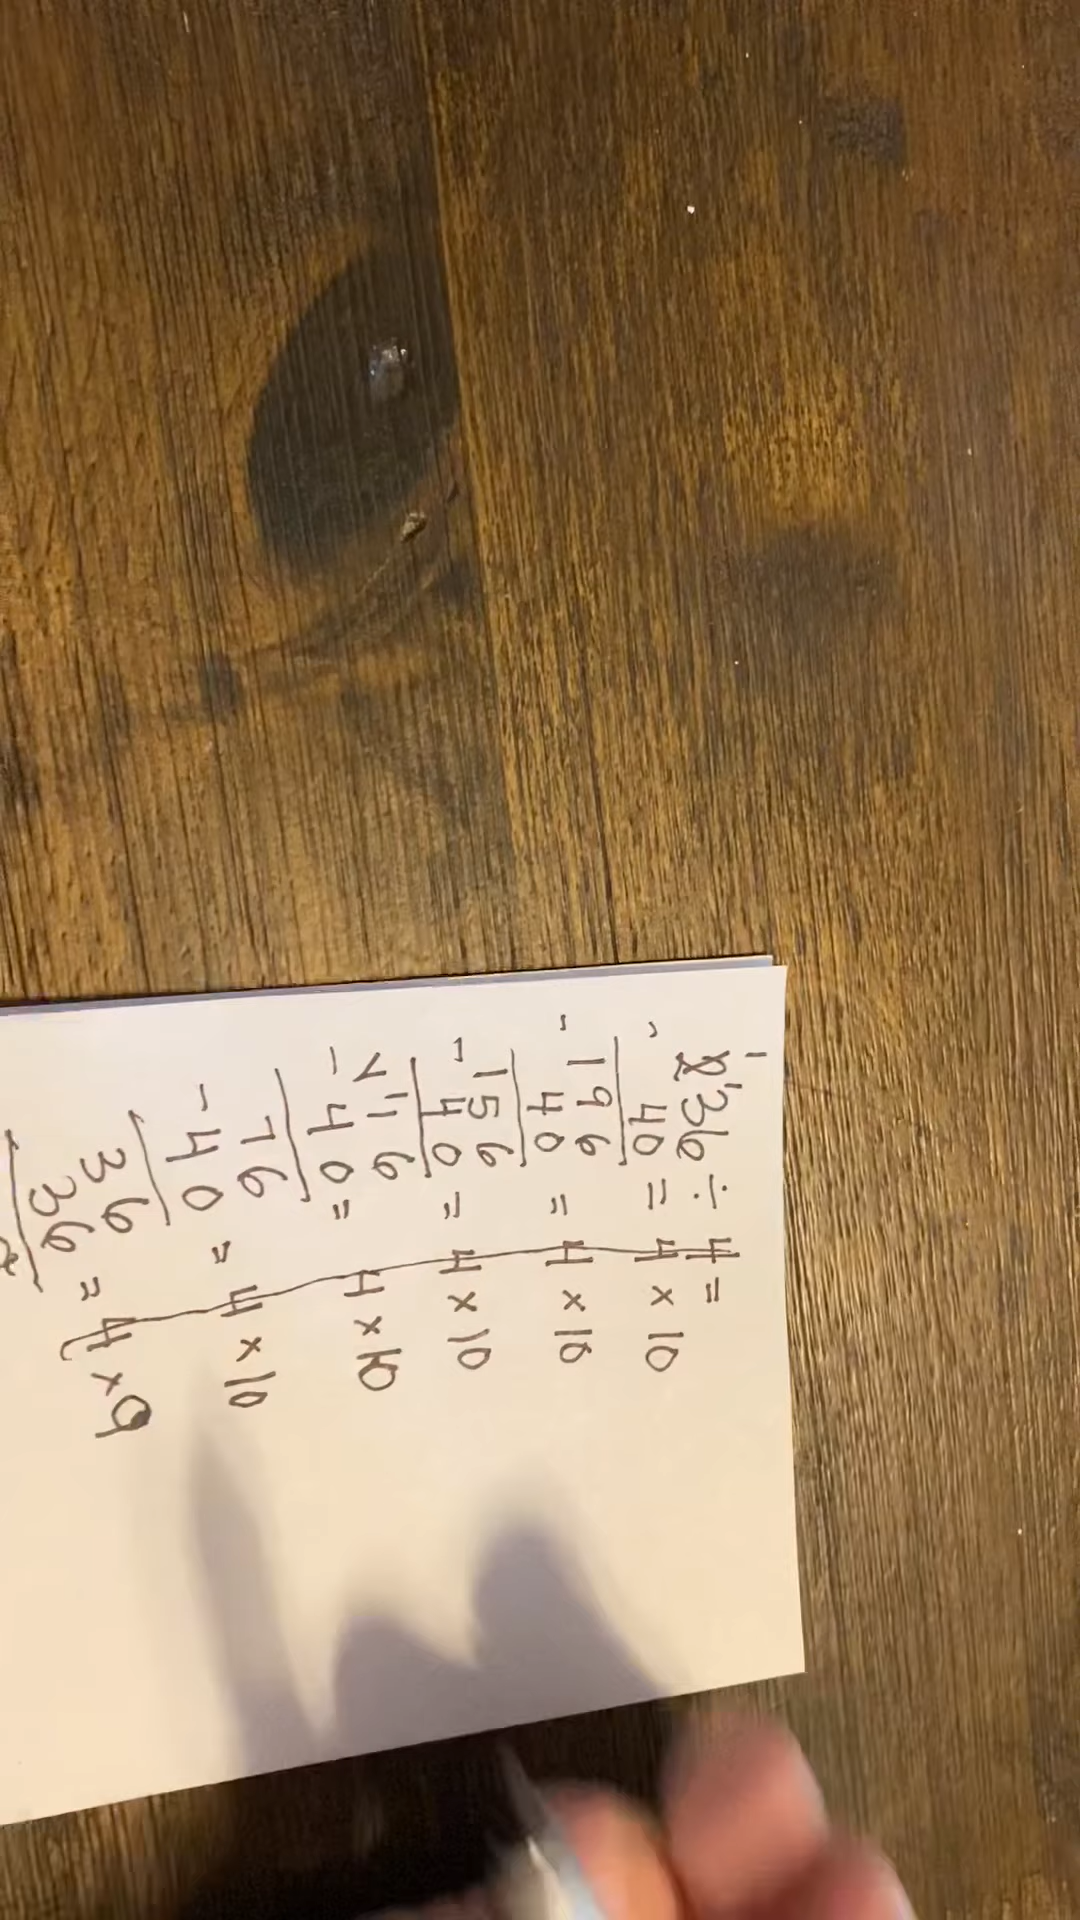 236 ÷ 4 =
- 40 = 4 × 10
196
- 40 = 4 × 10
156
- 40 = 4 × 10
116
- 40 = 4 × 10
76
- 40 = 4 × 10
36
36 = 4 × 9